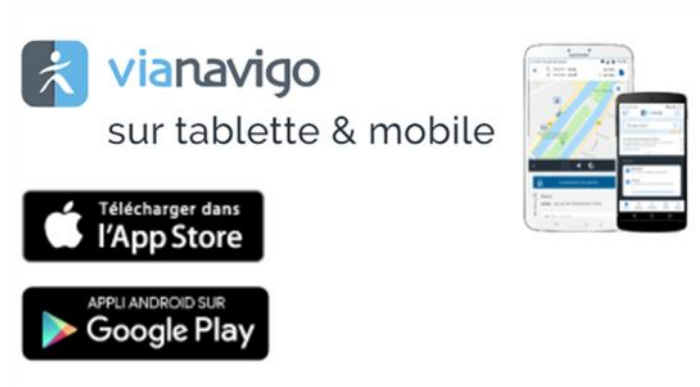 vianavigo
sur tablette & mobile
Télécharger dans
l'App Store
APPLI ANDROID SUR
Google Play